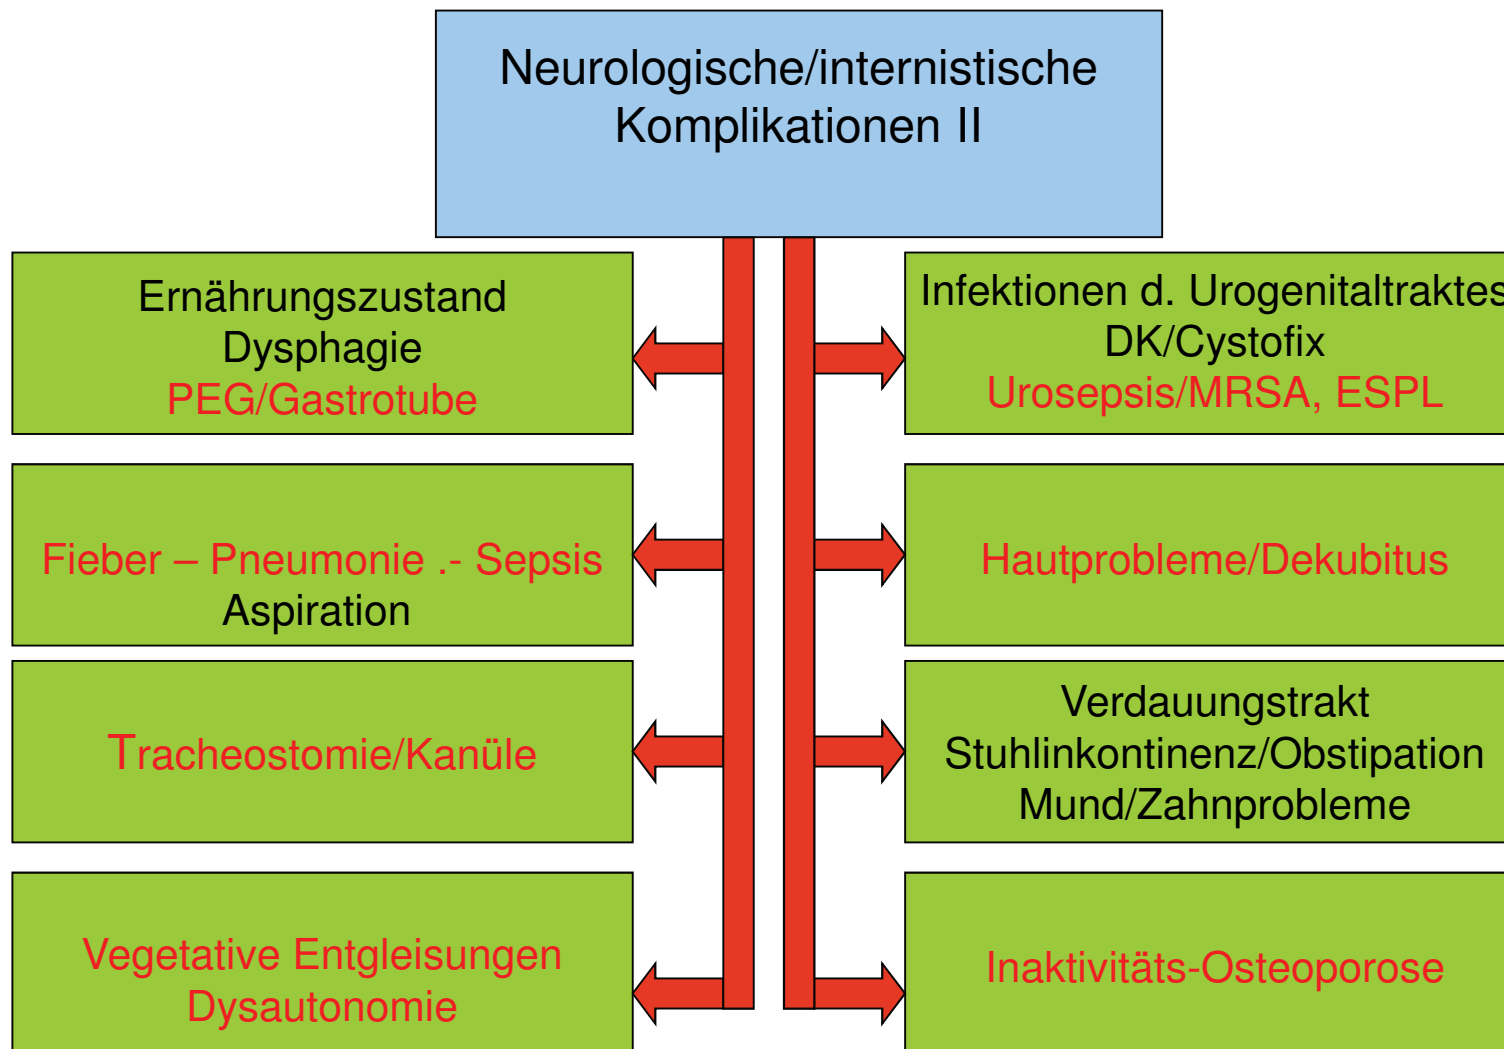 Neurologische/internistische
Komplikationen II
Ernährungszustand
Dysphagie
PEG/Gastrotube
Infektionen d. Urogenitaltraktes
DK/Cystofix
Urosepsis/MRSA, ESPL
Fieber – Pneumonie .- Sepsis
Aspiration
Hautprobleme/Dekubitus
Tracheostomie/Kanüle
Verdauungstrakt
Stuhlinkontinenz/Obstipation
Mund/Zahnprobleme
Vegetative Entgleisungen
Dysautonomie
Inaktivitäts-Osteoporose